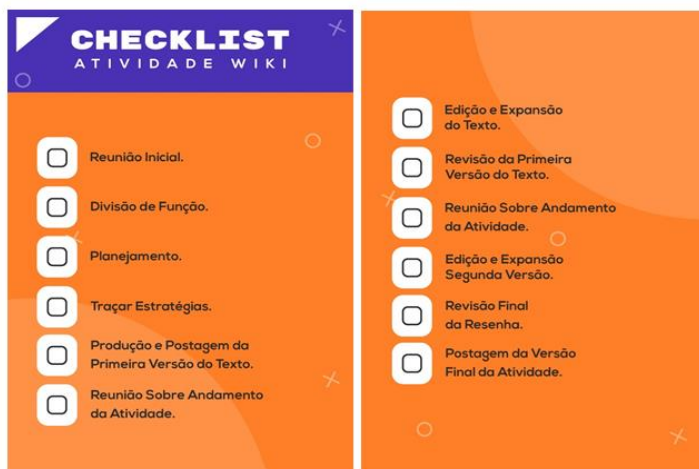 CHECKLIST
ATIVIDADE WIKI
Reunião Inicial.
Divisão de Função.
Planejamento.
Traçar Estratégias.
Produção e Postagem da
Primeira Versão do Texto.
Reunião Sobre Andamento
da Atividade.
Edição e Expansão
do Texto.
Revisão da Primeira
Versão do Texto.
Reunião Sobre Andamento
da Atividade.
Edição e Expansão
Segunda Versão.
Revisão Final
da Resenha.
Postagem da Versão
Final da Atividade.